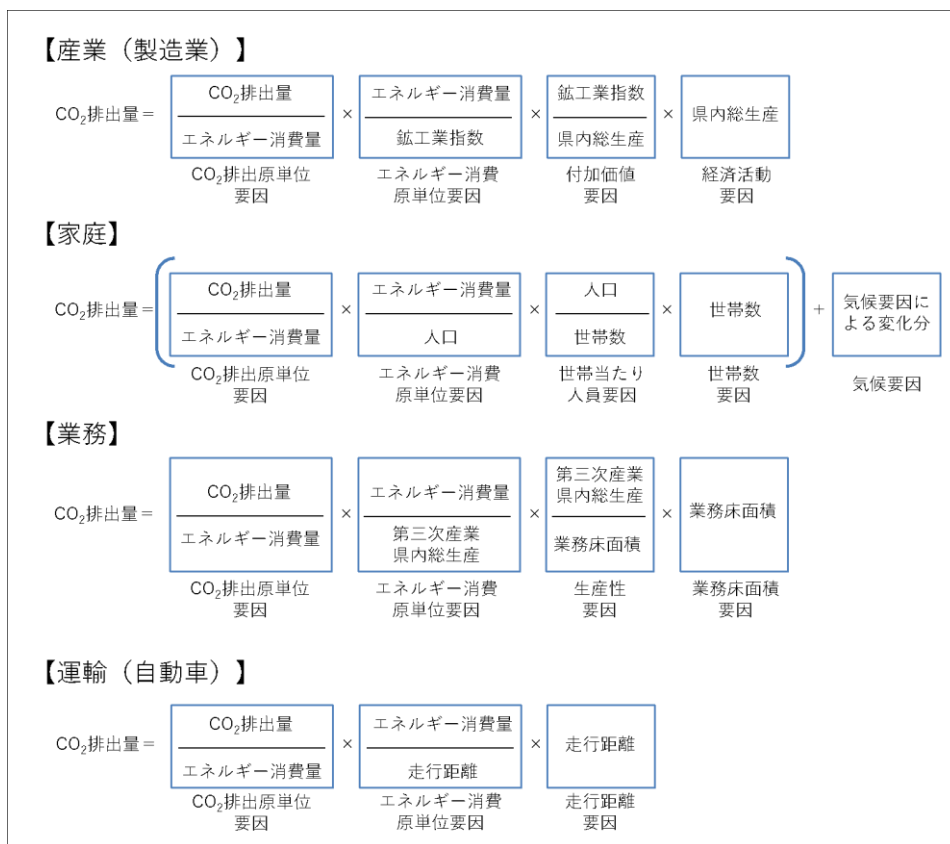 【産業（製造業）】
CO₂排出量＝
CO₂排出量
エネルギー消費量
CO₂排出原単位
要因
×
エネルギー消費量
鉱工業指数
エネルギー消費
原単位要因
×
鉱工業指数
県内総生産
付加価値
要因
×
県内総生産
経済活動
要因
【家庭】
CO₂排出量＝
CO₂排出量
エネルギー消費量
CO₂排出原単位
要因
×
エネルギー消費量
人口
エネルギー消費
原単位要因
×
人口
世帯数
世帯当たり
人員要因
×
世帯数
世帯数
要因
+
気候要因に
よる変化分
気候要因
【業務】
CO₂排出量＝
CO₂排出量
エネルギー消費量
CO₂排出原単位
要因
×
エネルギー消費量
第三次産業
県内総生産
エネルギー消費
原単位要因
×
第三次産業
県内総生産
業務床面積
生産性
要因
×
業務床面積
業務床面積
要因
【運輸（自動車）】
CO₂排出量＝
CO₂排出量
エネルギー消費量
CO₂排出原単位
要因
×
エネルギー消費量
走行距離
エネルギー消費
原単位要因
×
走行距離
走行距離
要因